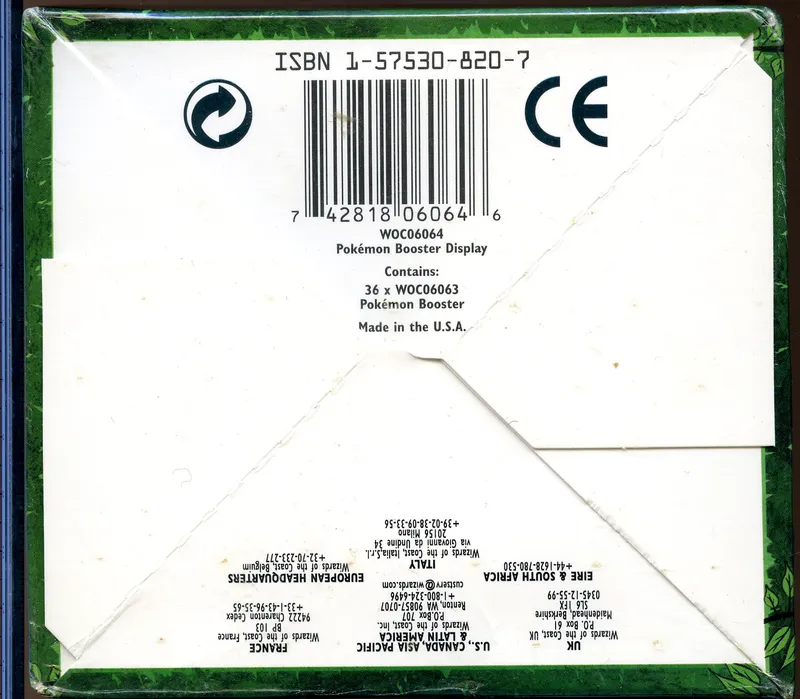 ISBN 1-57530-820-7
7 42818 06064 6
WOC06064
Pokémon Booster Display
Contains:
36 x WOC06063
Pokémon Booster
Made in the U.S.A.
CE
UK
Wizards of the Coast, UK
P.O. Box 61
Maidenhead, Berkshire
SL6 1FX
0345-12-55-99
EIRE & SOUTH AFRICA
+44-1628-780-530
U.S., CANADA, ASIA PACIFIC
& LATIN AMERICA
Wizards of the Coast, Inc.
P.O.Box 707
Renton, WA 90857-0707
+1-800-324-6496
custserv@wizards.com
ITALY
Wizards of the Coast, Italia,s.r.l.
via Giovanni da Undine 34
20156 Milano
+39-02-38-09-33-56
FRANCE
Wizards of the Coast, France
BP 103
94222 Charenton Cedex
+33-1-43-96-35-65
EUROPEAN HEADQUARTERS
Wizards of the Coast, Belguim
+32-70-233-277